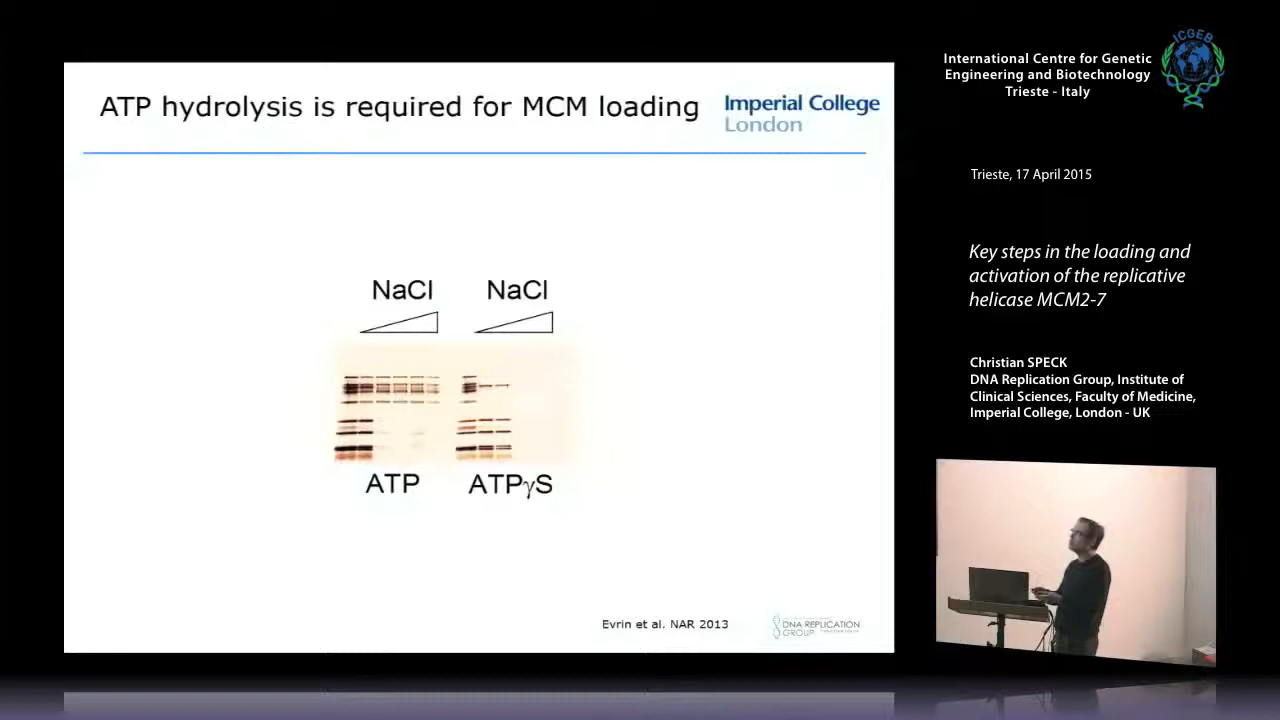 ATP hydrolysis is required for MCM loading
Imperial College
London
NaCl
NaCl
ATP
ATPγS
Evrin et al. NAR 2013
DNA REPLICATION
GROUP
ICGEB
International Centre for Genetic
Engineering and Biotechnology
Trieste - Italy
Trieste, 17 April 2015
Key steps in the loading and
activation of the replicative
helicase MCM2-7
Christian SPECK
DNA Replication Group, Institute of
Clinical Sciences, Faculty of Medicine,
Imperial College, London - UK